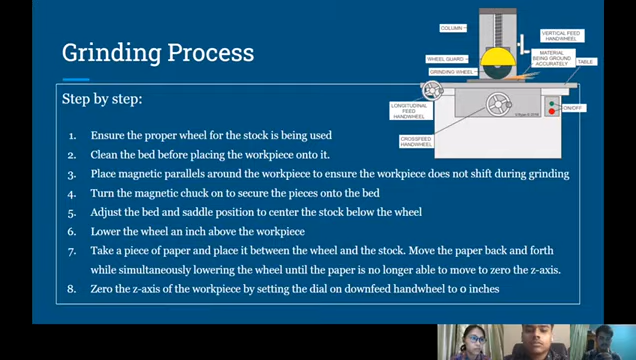 Grinding Process
COLUMN
VERTICAL FEED
HANDWHEEL
MATERIAL
BEING GROUND
ACCURATELY
WHEEL GUARD
GRINDING WHEEL
TABLE
LONGITUDINAL
FEED
HANDWHEEL
ON/OFF
CROSSFEED
HANDWHEEL
Step by step:
1. Ensure the proper wheel for the stock is being used
2. Clean the bed before placing the workpiece onto it.
3. Place magnetic parallels around the workpiece to ensure the workpiece does not shift during grinding
4. Turn the magnetic chuck on to secure the pieces onto the bed
5. Adjust the bed and saddle position to center the stock below the wheel
6. Lower the wheel an inch above the workpiece
7. Take a piece of paper and place it between the wheel and the stock. Move the paper back and forth
while simultaneously lowering the wheel until the paper is no longer able to move to zero the z-axis.
8. Zero the z-axis of the workpiece by setting the dial on downfeed handwheel to 0 inches